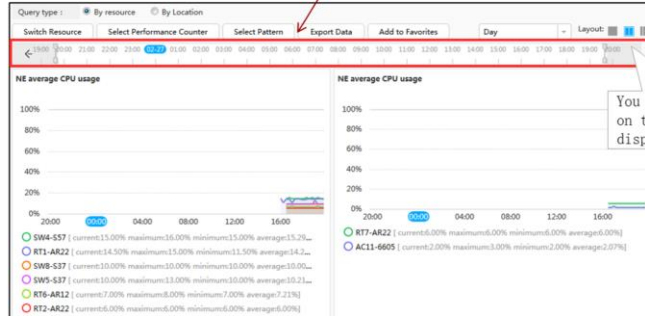 Query type : By resource By Location
Switch Resource Select Performance Counter Select Pattern Export Data Add to Favorites Day Layout:
19:00 20:00 21:00 22:00 23:00 02-27 01:00 02:00 03:00 04:00 05:00 06:00 07:00 08:00 09:00 10:00 11:00 12:00 13:00 14:00 15:00 16:00 17:00 18:00 19:00 20:00
You
on t
disp
NE average CPU usage
100%
80%
60%
40%
20%
0%
20:00 00:00 04:00 08:00 12:00 16:00
SW4-S57 [ current:15.00% maximum:16.00% minimum:15.00% average:15.29...
RT1-AR22 [ current:14.50% maximum:15.00% minimum:11.50% average:14.2...
SW8-S37 [ current:10.00% maximum:10.00% minimum:10.00% average:10.00...
SW5-S37 [ current:10.00% maximum:13.00% minimum:10.00% average:10.23...
RT6-AR12 [ current:7.00% maximum:8.00% minimum:7.00% average:7.21%]
RT2-AR22 [ current:6.00% maximum:6.00% minimum:6.00% average:6.00%]
NE average CPU usage
100%
80%
60%
40%
20%
0%
20:00 00:00 04:00 08:00 12:00 16:00
RT7-AR22 [ current:6.00% maximum:6.00% minimum:6.00% average:6.00%]
AC11-6605 [ current:2.00% maximum:3.00% minimum:2.00% average:2.07%]